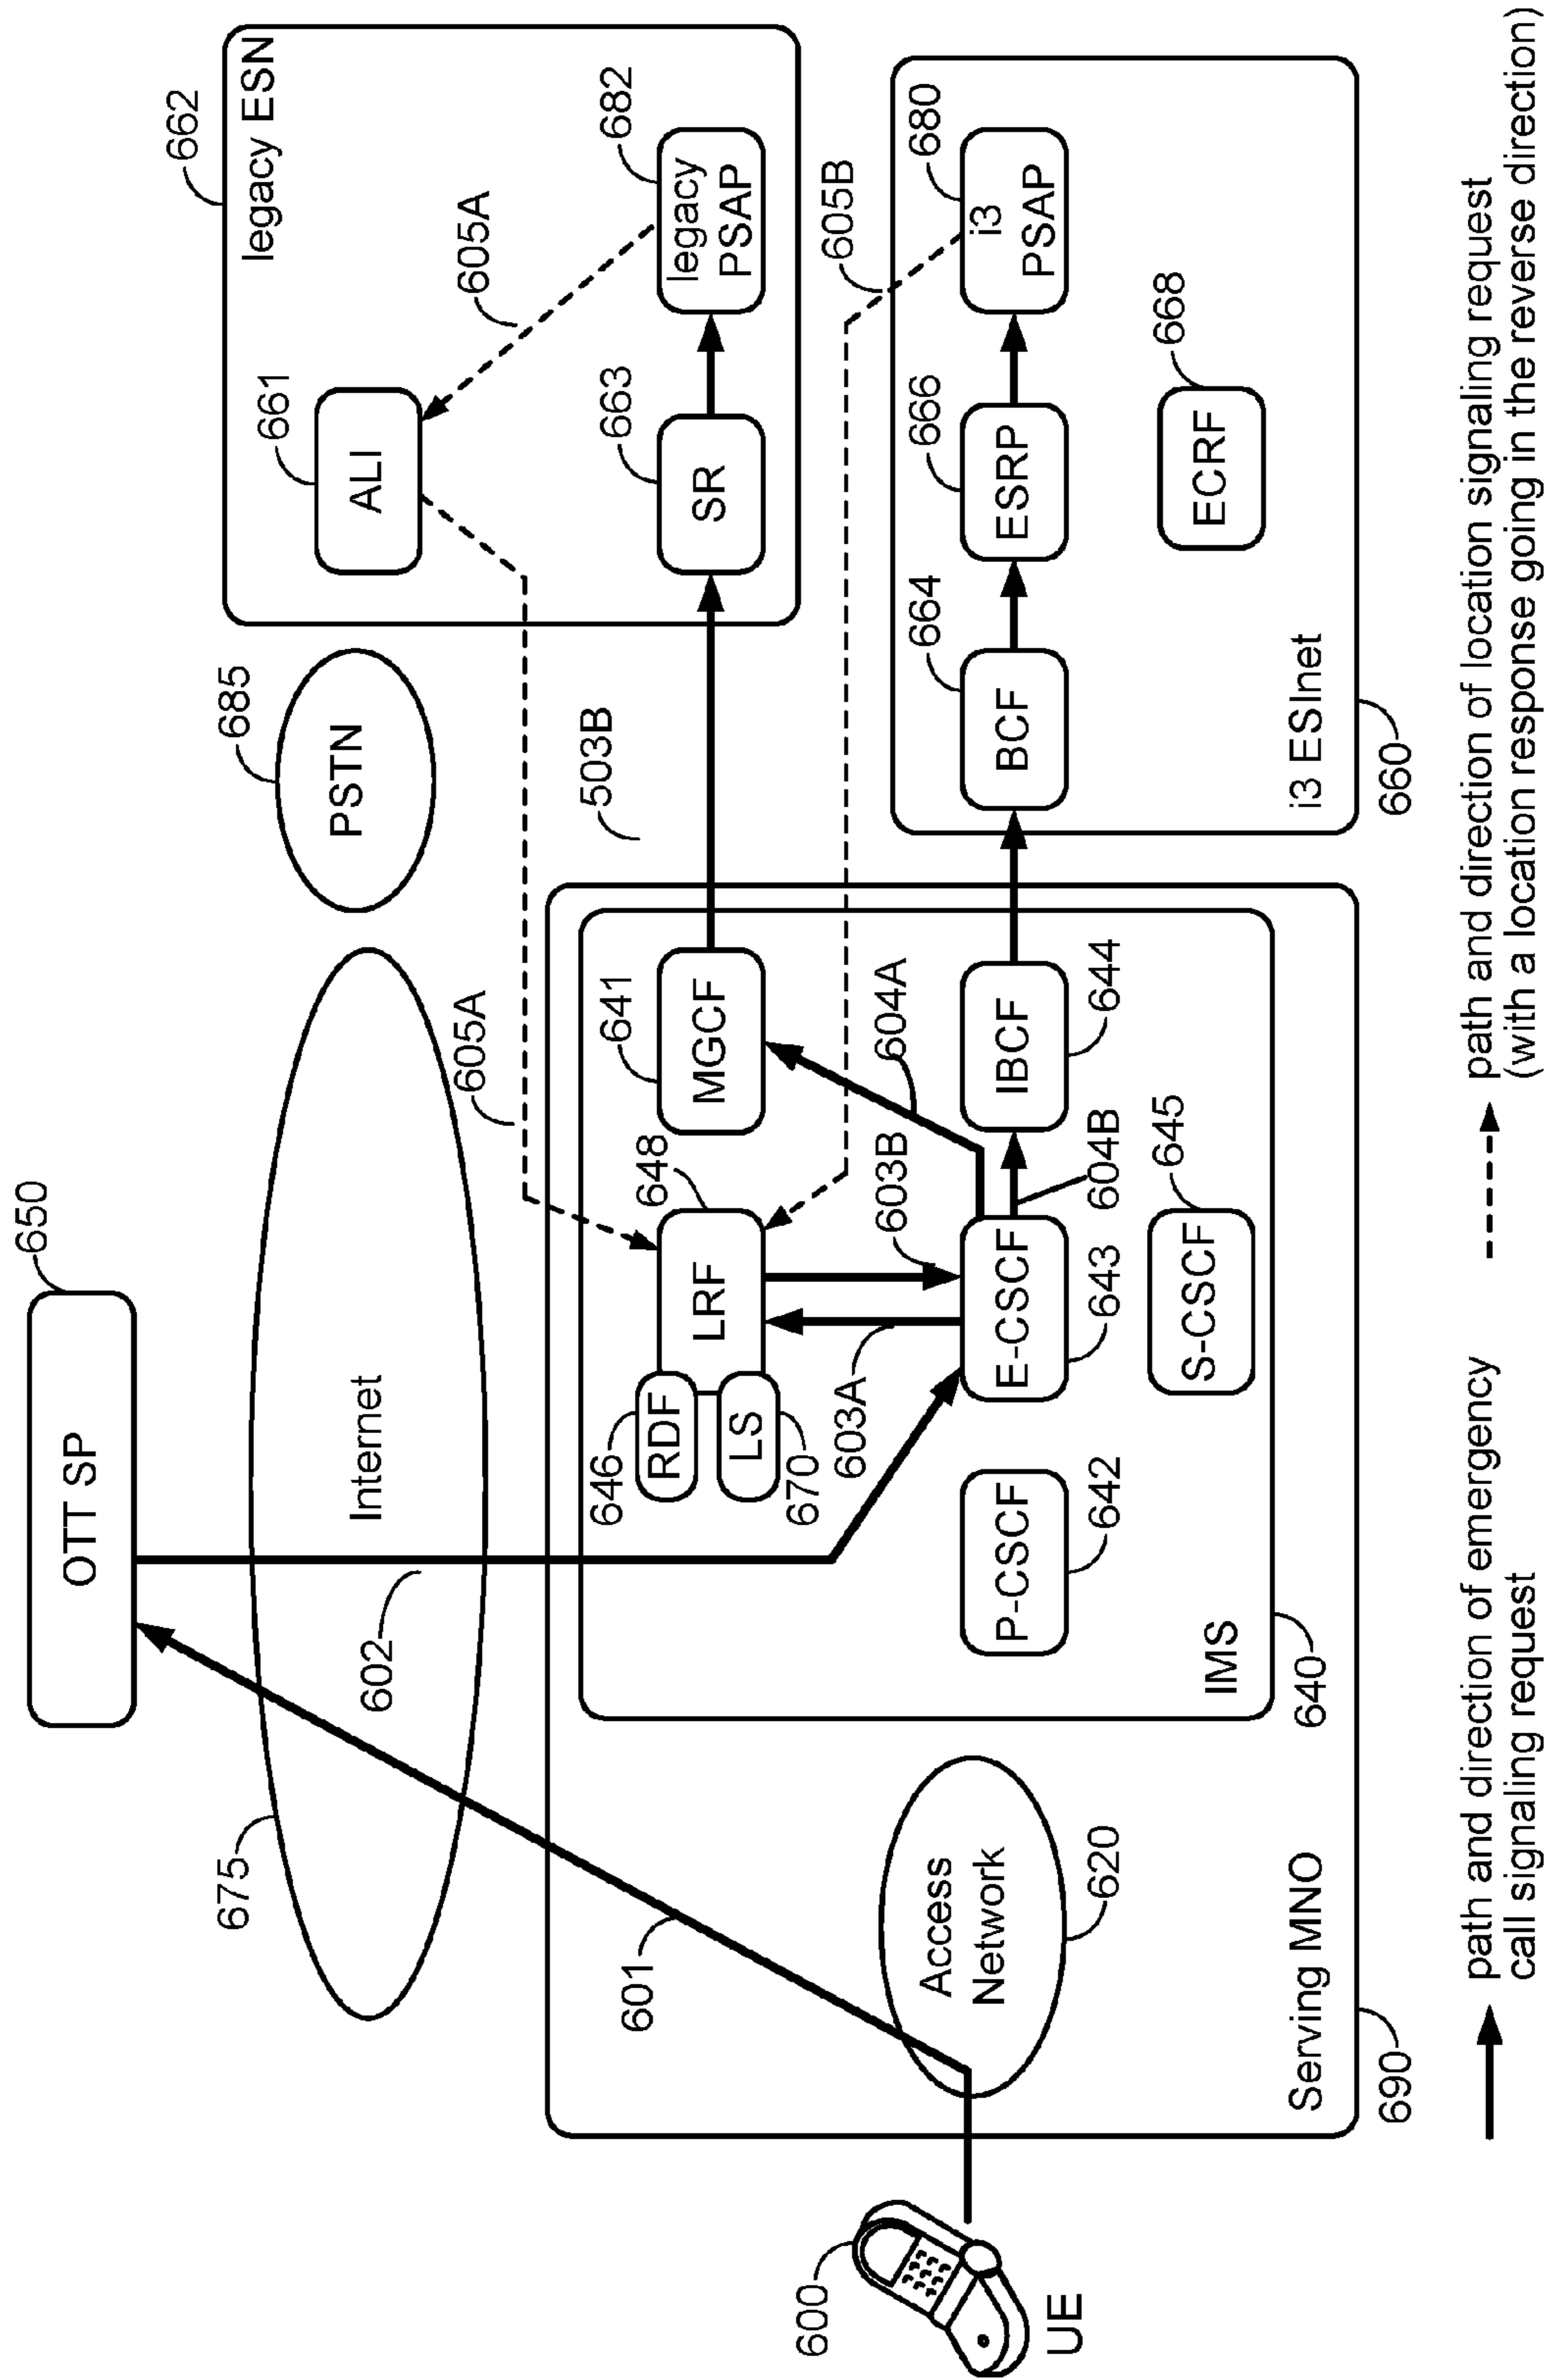 650
OTT SP
675
Internet
602
601
685
PSTN
662
legacy ESN
661
ALI
605A
605A
663
SR
682
legacy
PSAP
503B
605B
641
MGCF
648
LRF
646
RDF
LS
670
603A
603B
604A
604B
E-CSCF
643
IBCF
644
645
S-CSCF
P-CSCF
642
IMS
640
Access
Network
620
Serving MNO
690
600
UE
664
BCF
666
ESRP
680
i3
PSAP
668
ECRF
i3 ESInet
660
path and direction of emergency
call signaling request
path and direction of location signaling request
(with a location response going in the reverse direction)